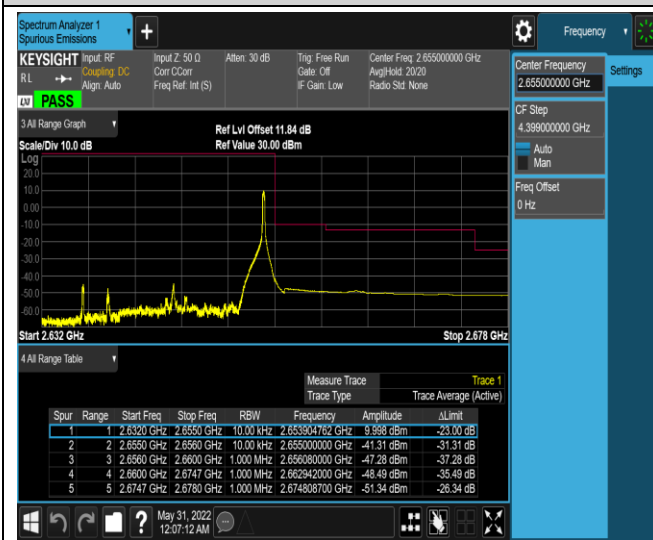 Spectrum Analyzer 1
Spurious Emissions
Frequency
KEYSIGHT
RL
LXI PASS
Input: RF
Coupling: DC
Align: Auto
Input Z: 50 Ω
Corr CCorr
Freq Ref: Int (S)
Atten: 30 dB
Trig: Free Run
Gate: Off
IF Gain: Low
Center Freq: 2.655000000 GHz
Avg|Hold: 20/20
Radio Std: None
Center Frequency
2.655000000 GHz
Settings
CF Step
4.399000000 GHz
Auto
Man
Freq Offset
0 Hz
3 All Range Graph
Scale/Div 10.0 dB
Ref Lvl Offset 11.84 dB
Ref Value 30.00 dBm
Log
20.0
10.0
0.00
-10.0
-20.0
-30.0
-40.0
-50.0
-60.0
Start 2.632 GHz
Stop 2.678 GHz
4 All Range Table
Measure Trace Trace 1
Trace Type Trace Average (Active)
Spur Range Start Freq Stop Freq RBW Frequency Amplitude ΔLimit
1 1 2.6320 GHz 2.6550 GHz 10.00 kHz 2.653904762 GHz 9.998 dBm -23.00 dB
2 2 2.6550 GHz 2.6560 GHz 10.00 kHz 2.655000000 GHz -41.31 dBm -31.31 dB
3 3 2.6560 GHz 2.6600 GHz 1.000 MHz 2.656080000 GHz -47.28 dBm -37.28 dB
4 4 2.6600 GHz 2.6747 GHz 1.000 MHz 2.662942000 GHz -48.49 dBm -35.49 dB
5 5 2.6747 GHz 2.6780 GHz 1.000 MHz 2.674808700 GHz -51.34 dBm -26.34 dB
May 31, 2022
12:07:12 AM